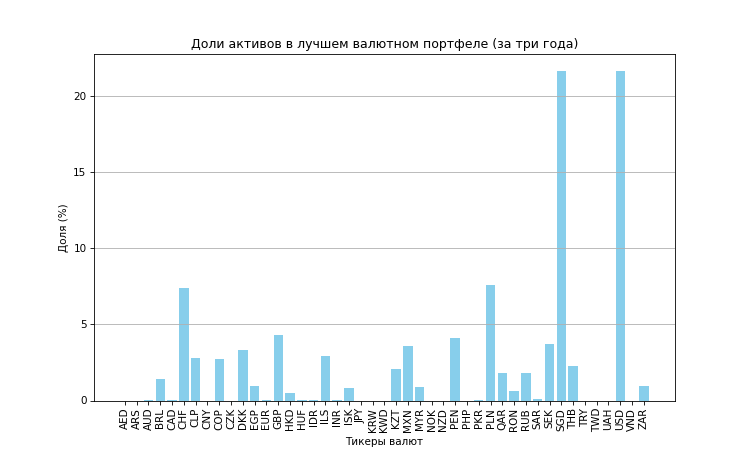 Доли активов в лучшем валютном портфеле (за три года)
Доля (%)
20
15
10
5
0
AED ARS AUD BRL CAD CHF CLP CNY COP CZK DKK EGP EUR GBP HKD HUF IDR ILS INR ISK JPY KRW KWD KZT MXN MYR NOK NZD PEN PHP PKR PLN QAR RON RUB SAR SEK SGD THB TRY TWD UAH USD VND ZAR
Тикеры валют